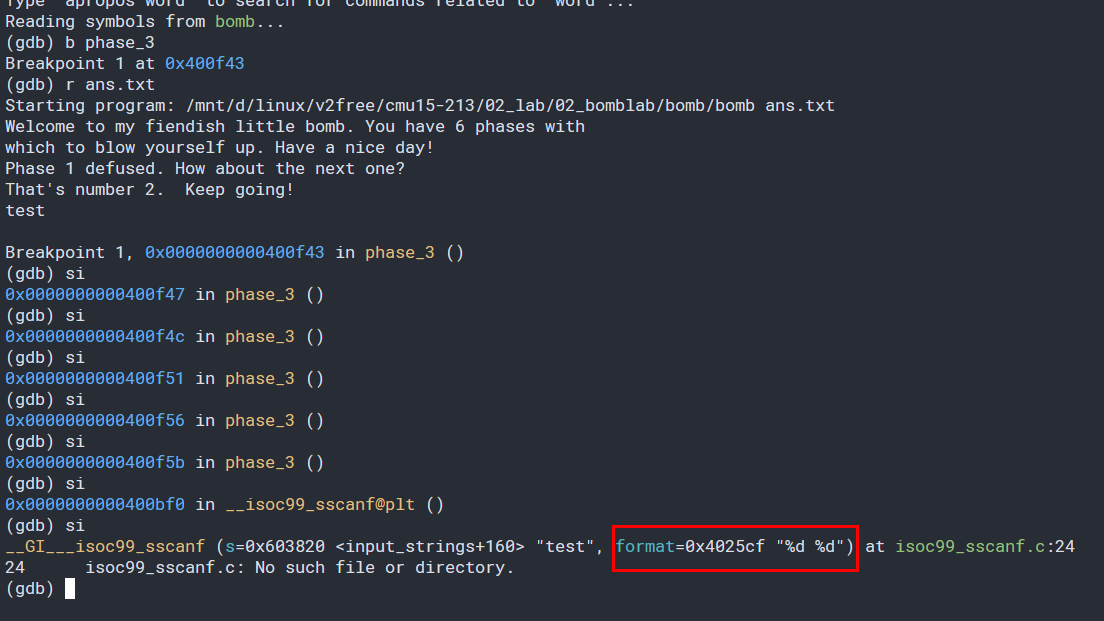 Type "apropos word" to search for commands related to "word"...
Reading symbols from bomb...
(gdb) b phase_3
Breakpoint 1 at 0x400f43
(gdb) r ans.txt
Starting program: /mnt/d/linux/v2free/cmu15-213/02_lab/02_bomblab/bomb/bomb ans.txt
Welcome to my fiendish little bomb. You have 6 phases with
which to blow yourself up. Have a nice day!
Phase 1 defused. How about the next one?
That's number 2.  Keep going!
test
Breakpoint 1, 0x0000000000400f43 in phase_3 ()
(gdb) si
0x0000000000400f47 in phase_3 ()
(gdb) si
0x0000000000400f4c in phase_3 ()
(gdb) si
0x0000000000400f51 in phase_3 ()
(gdb) si
0x0000000000400f56 in phase_3 ()
(gdb) si
0x0000000000400f5b in phase_3 ()
(gdb) si
0x0000000000400bf0 in __isoc99_sscanf@plt ()
(gdb) si
__GI___isoc99_sscanf (s=0x603820 <input_strings+160> "test", format=0x4025cf "%d %d") at isoc99_sscanf.c:24
24      isoc99_sscanf.c: No such file or directory.
(gdb)